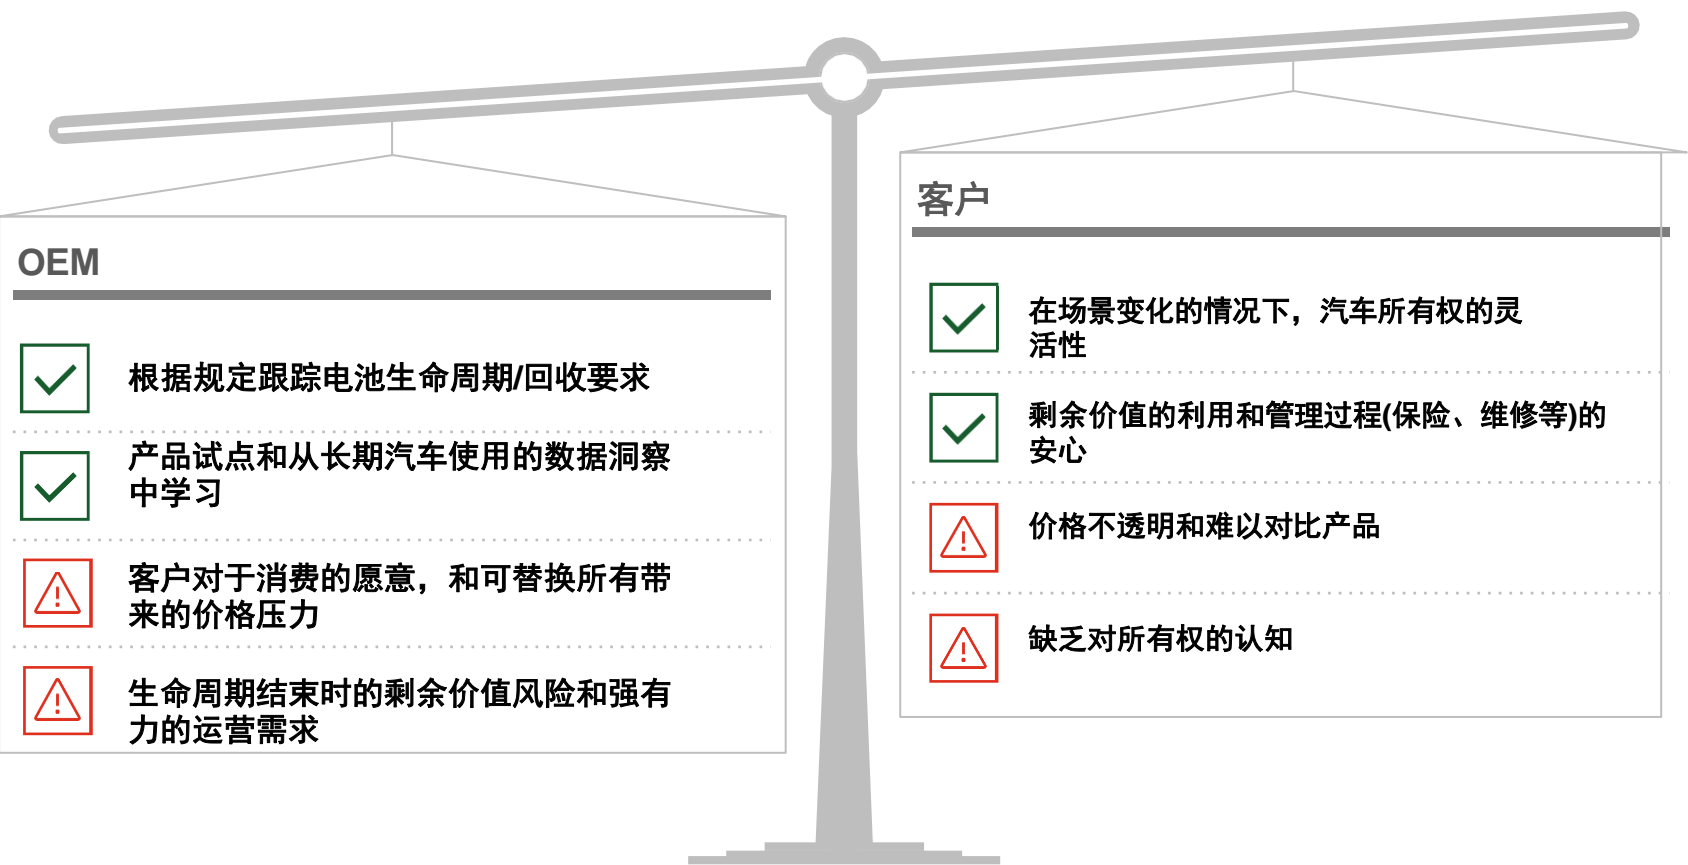 OEM
根据规定跟踪电池生命周期/回收要求
产品试点和从长期汽车使用的数据洞察
中学习
客户对于消费的愿意，和可替换所有带
来的价格压力
生命周期结束时的剩余价值风险和强有
力的运营需求
客户
在场景变化的情况下，汽车所有权的灵
活性
剩余价值的利用和管理过程(保险、维修等)的
安心
价格不透明和难以对比产品
缺乏对所有权的认知